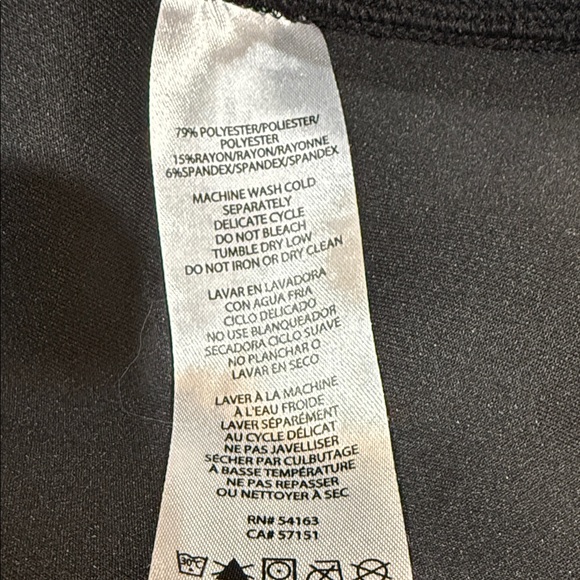 79% POLYESTER/POLIESTER/
POLYESTER
15%RAYON/RAYON/RAYONNE
6%SPANDEX/SPANDEX/SPANDEX
MACHINE WASH COLD
SEPARATELY
DELICATE CYCLE
DO NOT BLEACH
TUMBLE DRY LOW
DO NOT IRON OR DRY CLEAN
LAVAR EN LAVADORA
CON AGUA FRIA
CICLO DELICADO
NO USE BLANQUEADOR
SECADORA CICLO SUAVE
NO PLANCHAR O
LAVAR EN SECO
LAVER À LA MACHINE
À L'EAU FROIDE
LAVER SÉPARÉMENT
AU CYCLE DÉLICAT
NE PAS JAVELLISER
SÉCHER PAR CULBUTAGE
À BASSE TEMPÉRATURE
NE PAS REPASSER
OU NETTOYER À SEC
RN# 54163
CA# 57151
30°C